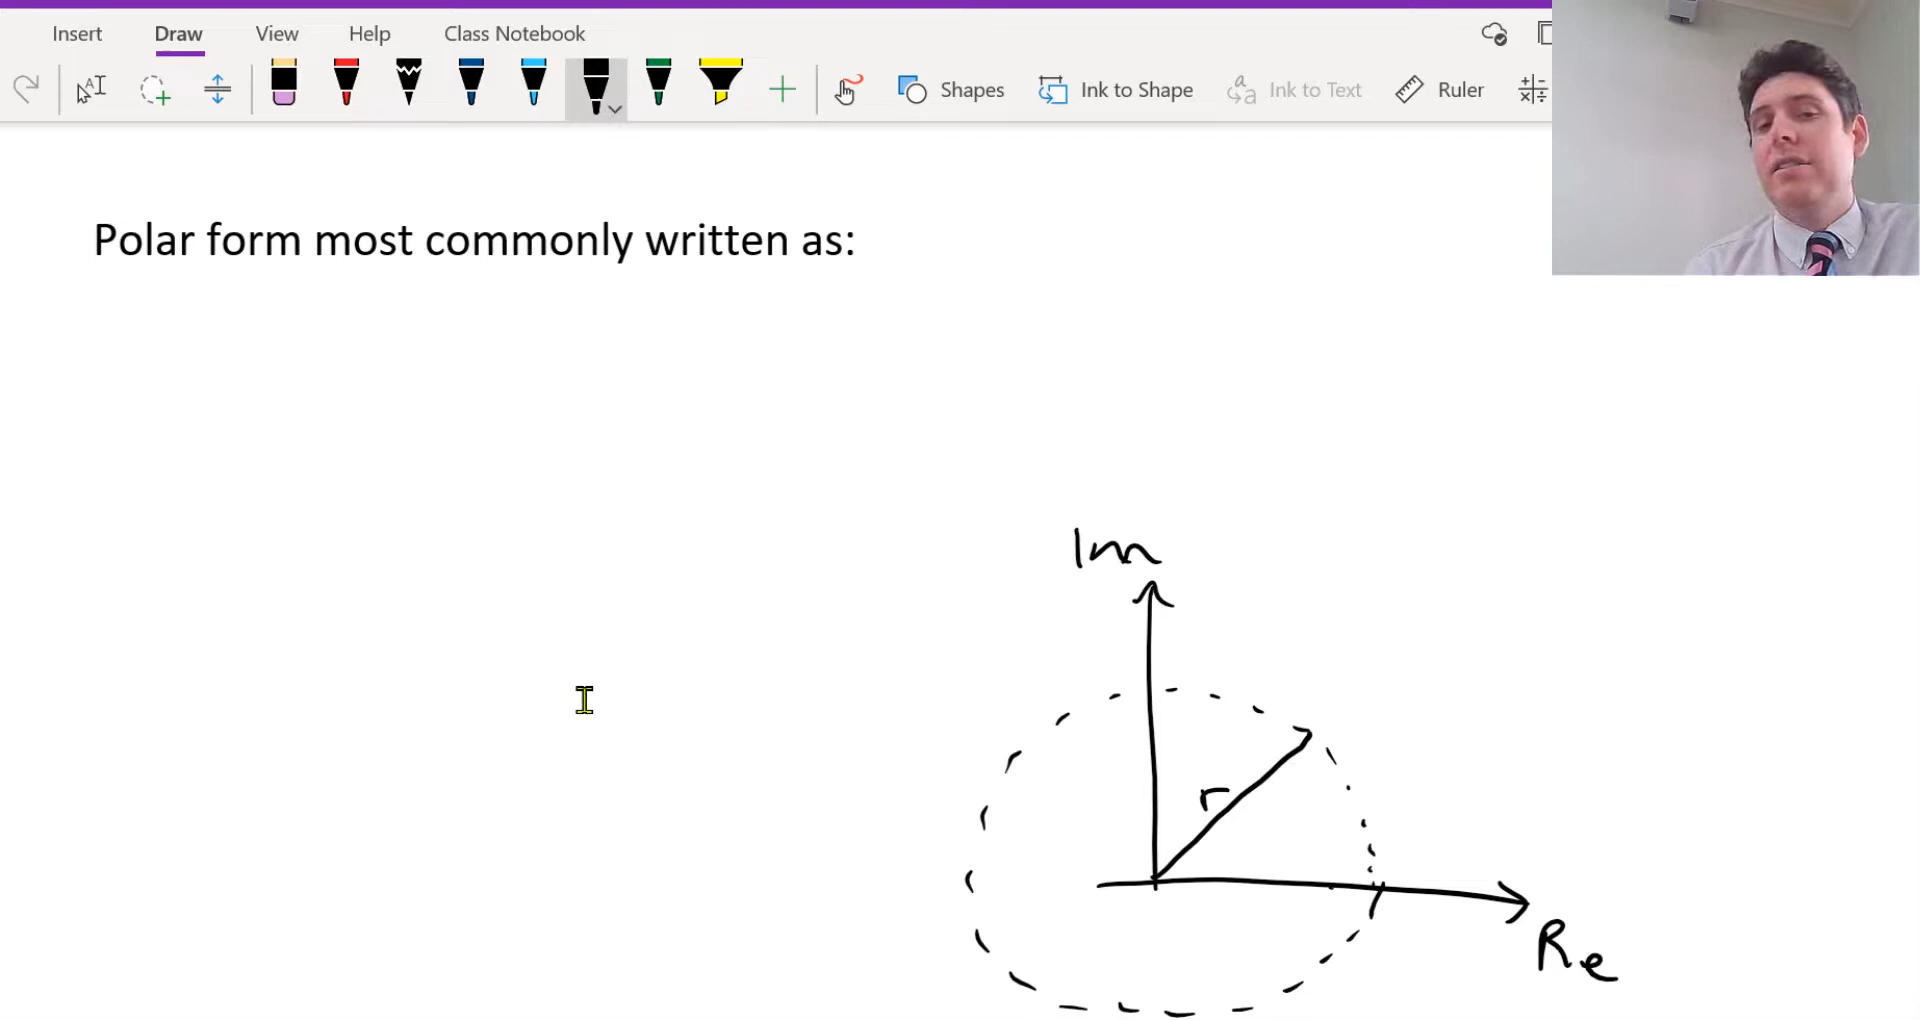 Insert Draw View Help Class Notebook
Shapes Ink to Shape Ink to Text Ruler
Polar form most commonly written as:
Im
r
Re